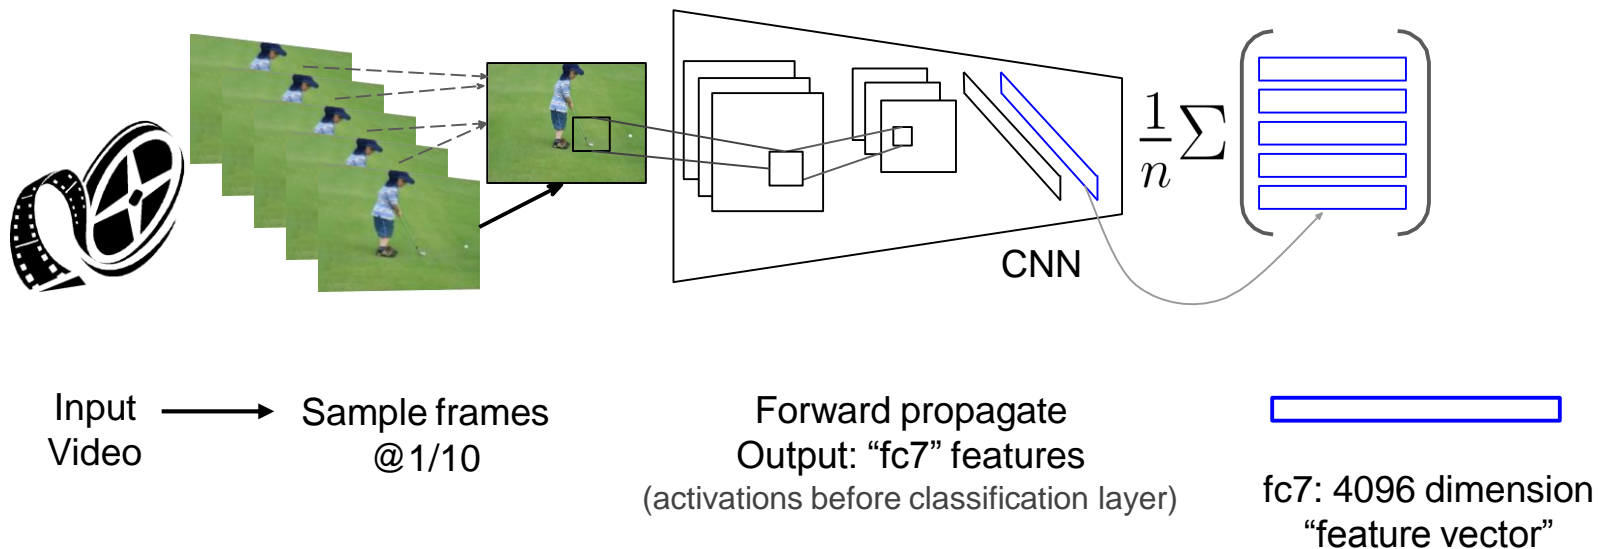 CNN
1/n ∑
Input
Video
Sample frames
@1/10
Forward propagate
Output: “fc7” features
(activations before classification layer)
fc7: 4096 dimension
“feature vector”